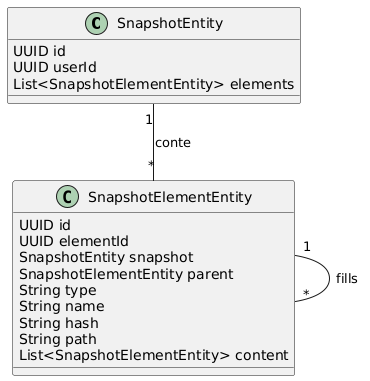 C SnapshotEntity
UUID id
UUID userId
List<SnapshotElementEntity> elements
1
conte
*
C SnapshotElementEntity
UUID id
UUID elementId
SnapshotEntity snapshot
SnapshotElementEntity parent
String type
String name
String hash
String path
List<SnapshotElementEntity> content
1
fills
*